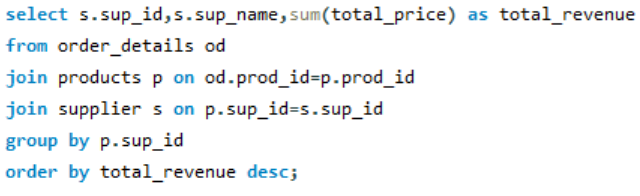 select s.sup_id,s.sup_name,sum(total_price) as total_revenue
from order_details od
join products p on od.prod_id=p.prod_id
join supplier s on p.sup_id=s.sup_id
group by p.sup_id
order by total_revenue desc;